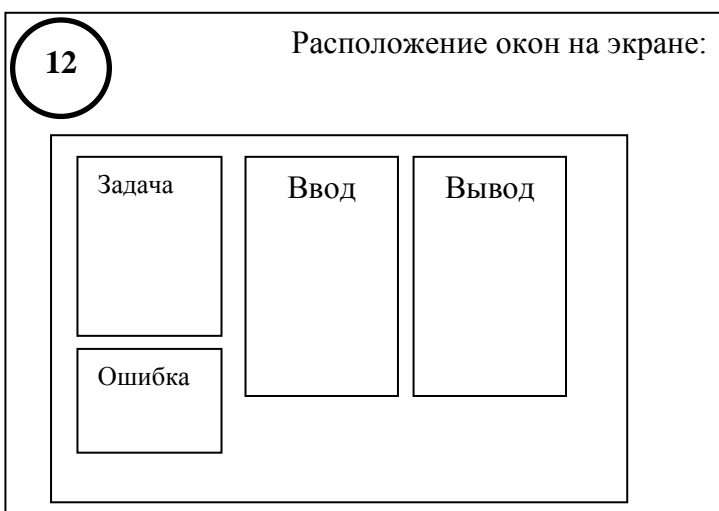 12
Расположение окон на экране:
Задача
Ввод
Вывод
Ошибка